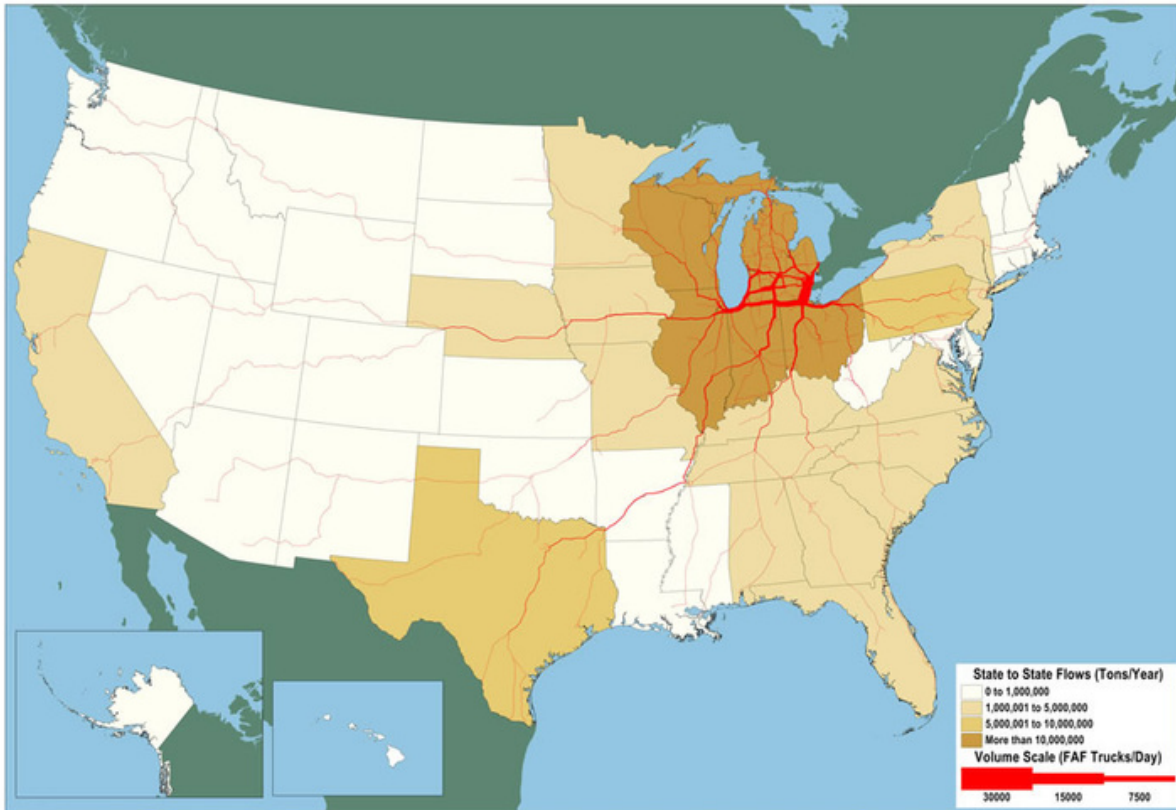 State to State Flows (Tons/Year)
0 to 1,000,000
1,000,001 to 5,000,000
5,000,001 to 10,000,000
More than 10,000,000
Volume Scale (FAF Trucks/Day)
30000 15000 7500